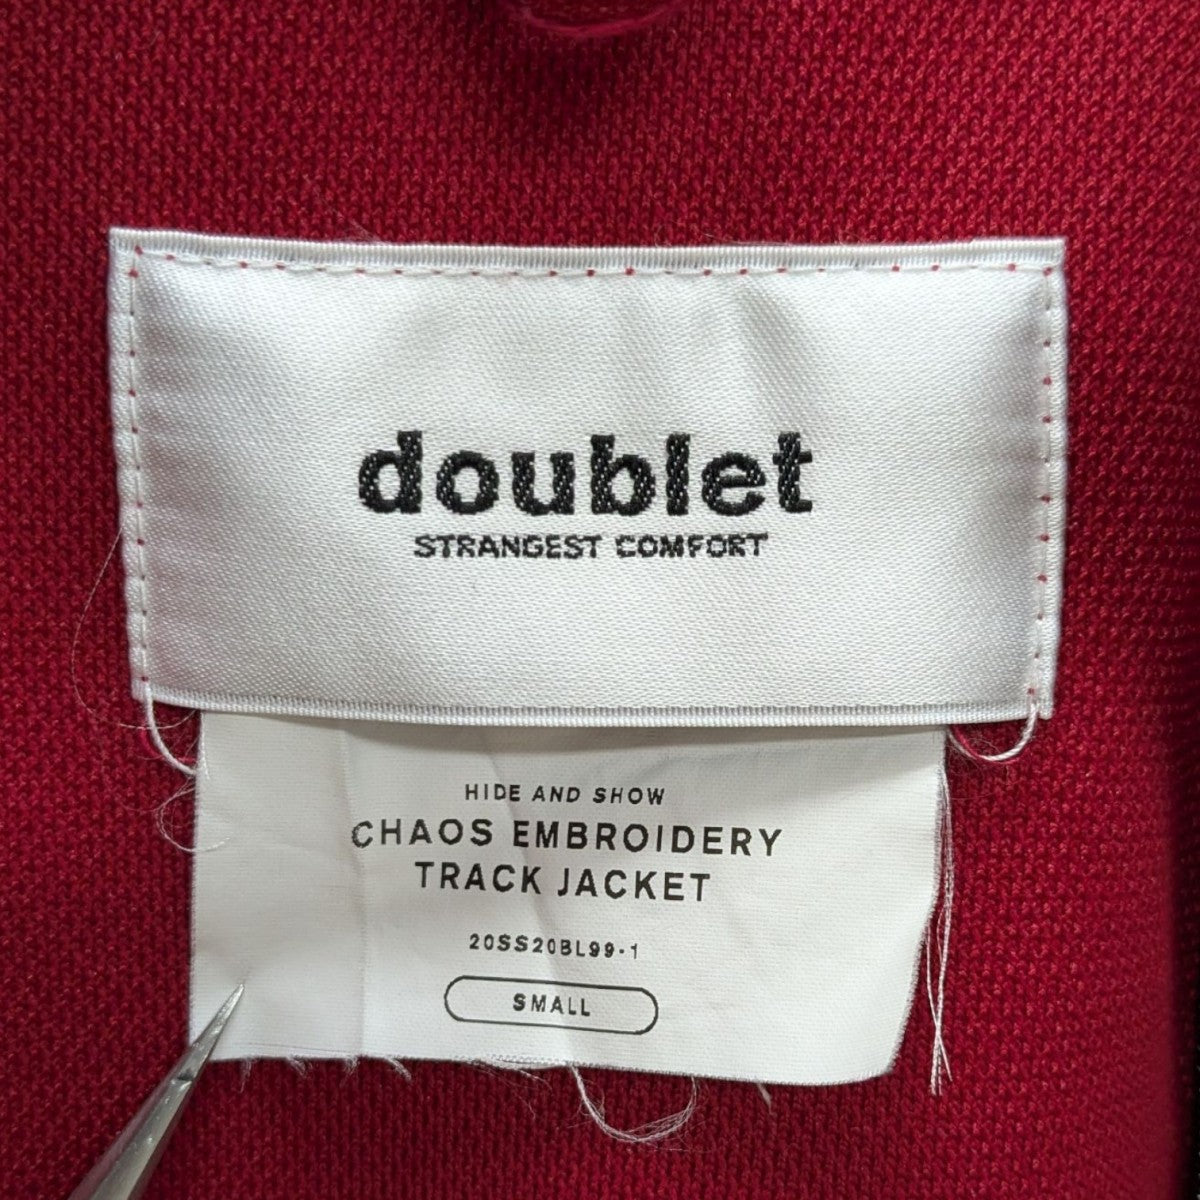 doublet
STRANGEST COMFORT
HIDE AND SHOW
CHAOS EMBROIDERY
TRACK JACKET
20SS20BL99-1
SMALL